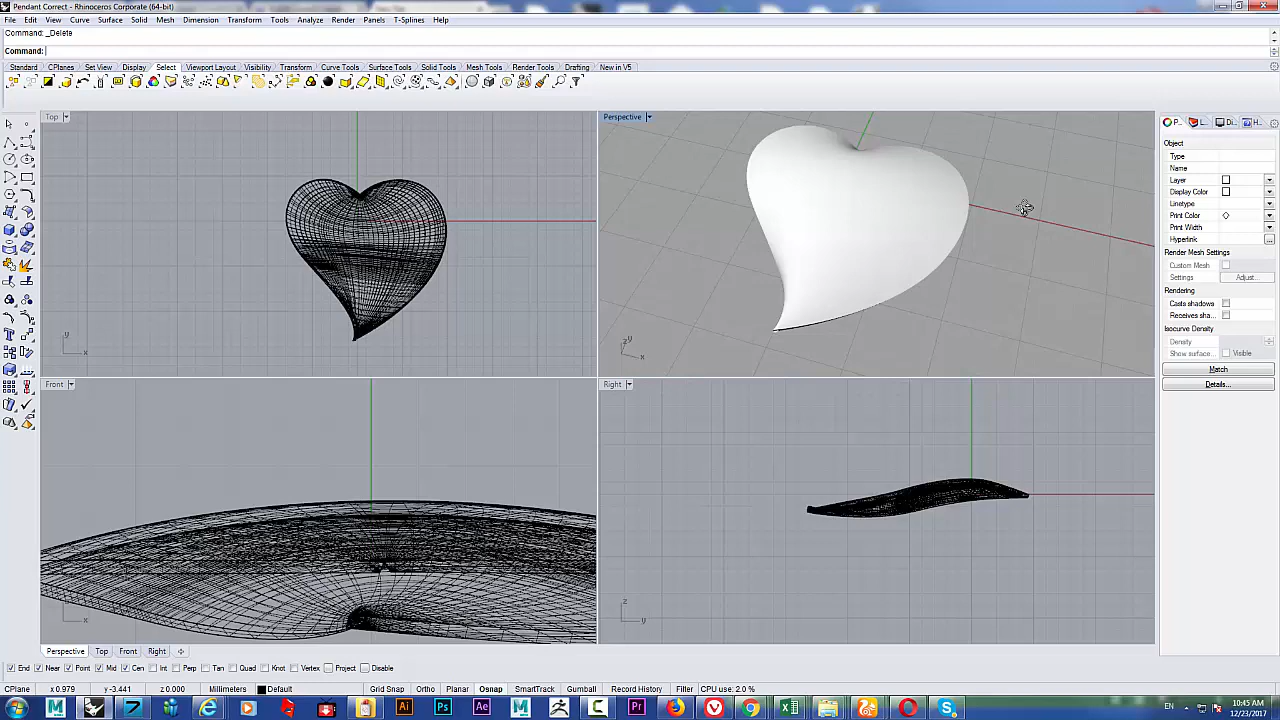 Pendant Correct - Rhinoceros Corporate (64-bit)
File Edit View Curve Surface Solid Mesh Dimension Transform Tools Analyze Render Panels T-Splines Help
Command: _Delete
Command:
Standard CPlanes Set View Display Select Viewport Layout Visibility Transform Curve Tools Surface Tools Solid Tools Mesh Tools Render Tools Drafting New in V5
Top
Perspective
P... L... Di... H...
Object
Type
Name
Layer
Display Color
Linetype
Print Color
Print Width
Hyperlink
Render Mesh Settings
Custom Mesh
Settings Adjust...
Rendering
Casts shadows
Receives sha...
Isocurve Density
Density
Show surface... Visible
Match
Details...
y x
z y x
Front
Right
z x
z y
Perspective Top Front Right
End Near Point Mid Cen Int Perp Tan Quad Knot Vertex Project Disable
CPlane x 0.979 y -3.441 z 0.000 Millimeters Default Grid Snap Ortho Planar Osnap SmartTrack Gumball Record History Filter CPU use: 2.0 %
EN 10:45 AM
12/23/2017